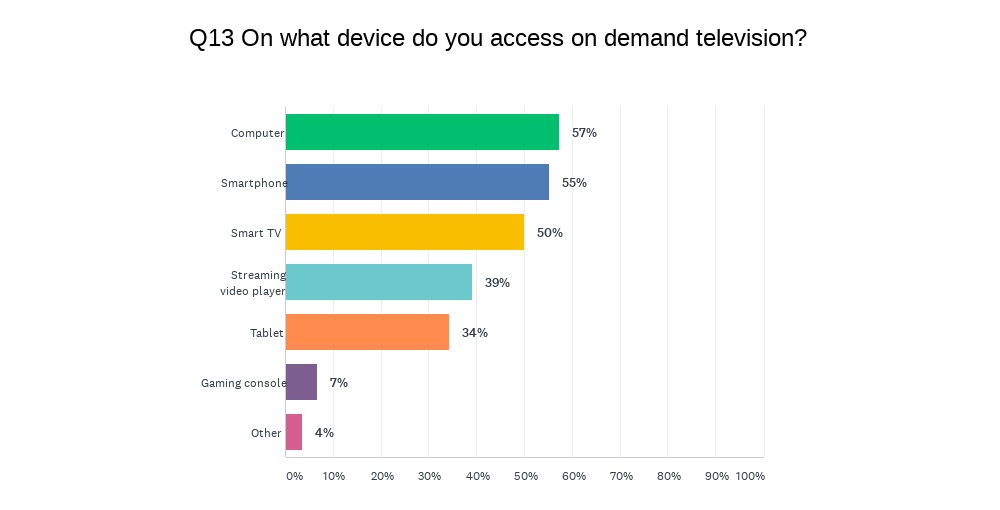 Q13 On what device do you access on demand television?
Computer
57%
Smartphone
55%
Smart TV
50%
Streaming
video player
39%
Tablet
34%
Gaming console
7%
Other
4%
0% 10% 20% 30% 40% 50% 60% 70% 80% 90% 100%